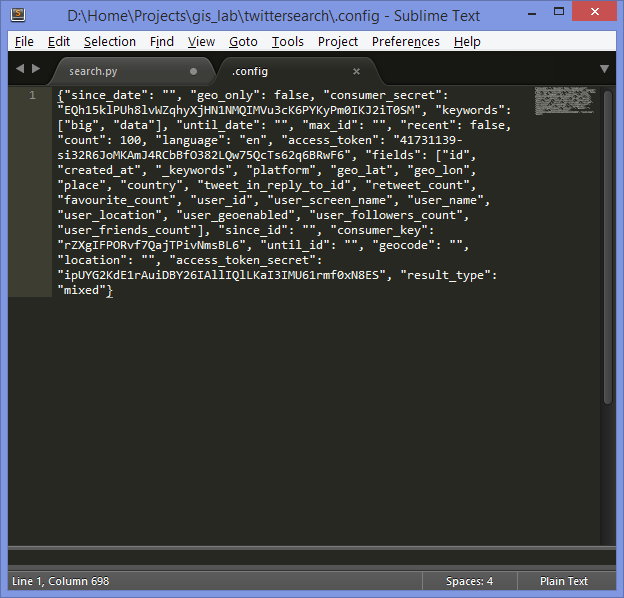 D:\Home\Projects\gis_lab\twittersearch\.config - Sublime Text
File Edit Selection Find View Goto Tools Project Preferences Help
search.py .config
1 {"since_date": "", "geo_only": false, "consumer_secret":
"EQh15klPUh8lvWZqhyXjHN1NMQIMVu3cK6PYKyPm0IKJ2iT0SM", "keywords":
["big", "data"], "until_date": "", "max_id": "", "recent": false,
"count": 100, "language": "en", "access_token": "41731139-
si32R6JoMKAmJ4RCbBfO382LQw75QcTs62q6BRwF6", "fields": ["id",
"created_at", "_keywords", "platform", "geo_lat", "geo_lon",
"place", "country", "tweet_in_reply_to_id", "retweet_count",
"favourite_count", "user_id", "user_screen_name", "user_name",
"user_location", "user_geoenabled", "user_followers_count",
"user_friends_count"], "since_id": "", "consumer_key":
"rZXgIFPORvf7QajTPivNmsBL6", "until_id": "", "geocode": "",
"location": "", "access_token_secret":
"ipUYG2KdE1rAuiDBY26IAllIQlLKaI3IMU61rmf0xN8ES", "result_type":
"mixed"}
Line 1, Column 698 Spaces: 4 Plain Text